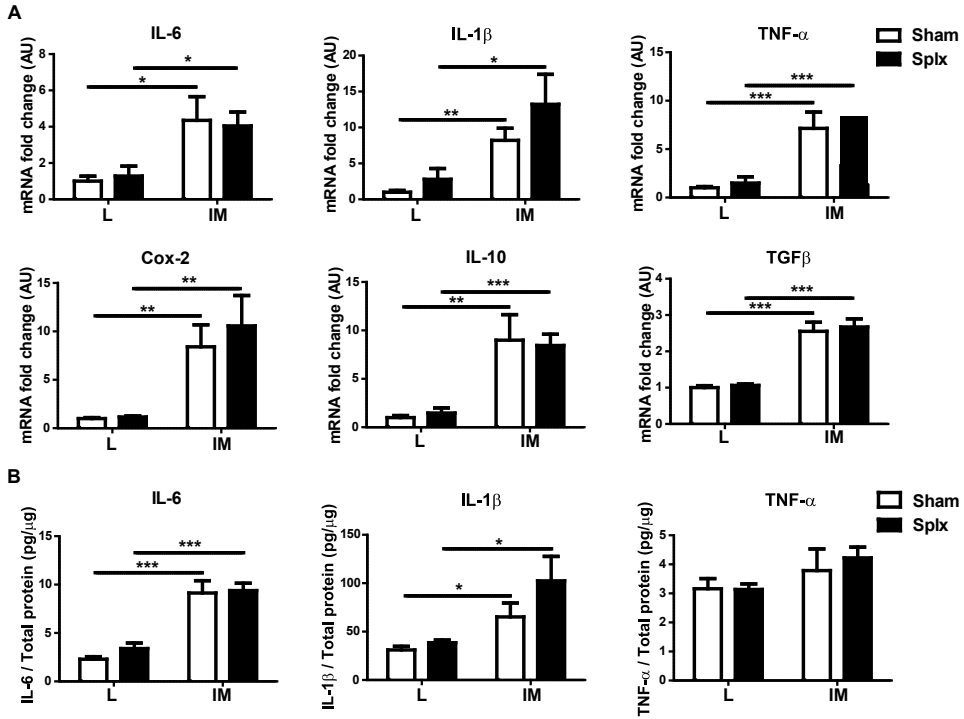 A
IL-6
mRNA fold change (AU)
8
6
4
2
0
*
*
L
IM
IL-1β
mRNA fold change (AU)
20
15
10
5
0
**
*
L
IM
TNF-α
mRNA fold change (AU)
15
10
5
0
***
***
L
IM
Sham
Splx
Cox-2
mRNA fold change (AU)
15
10
5
0
**
**
L
IM
IL-10
mRNA fold change (AU)
15
10
5
0
**
***
L
IM
TGFβ
mRNA fold change (AU)
4
3
2
1
0
***
***
L
IM
B
IL-6
IL-6 / Total protein (pg/μg)
15
10
5
0
***
***
L
IM
IL-1β
IL-1β / Total protein (pg/μg)
150
100
50
0
*
*
L
IM
TNF-α
TNF-α / Total protein (pg/μg)
5
4
3
2
1
0
L
IM
Sham
Splx